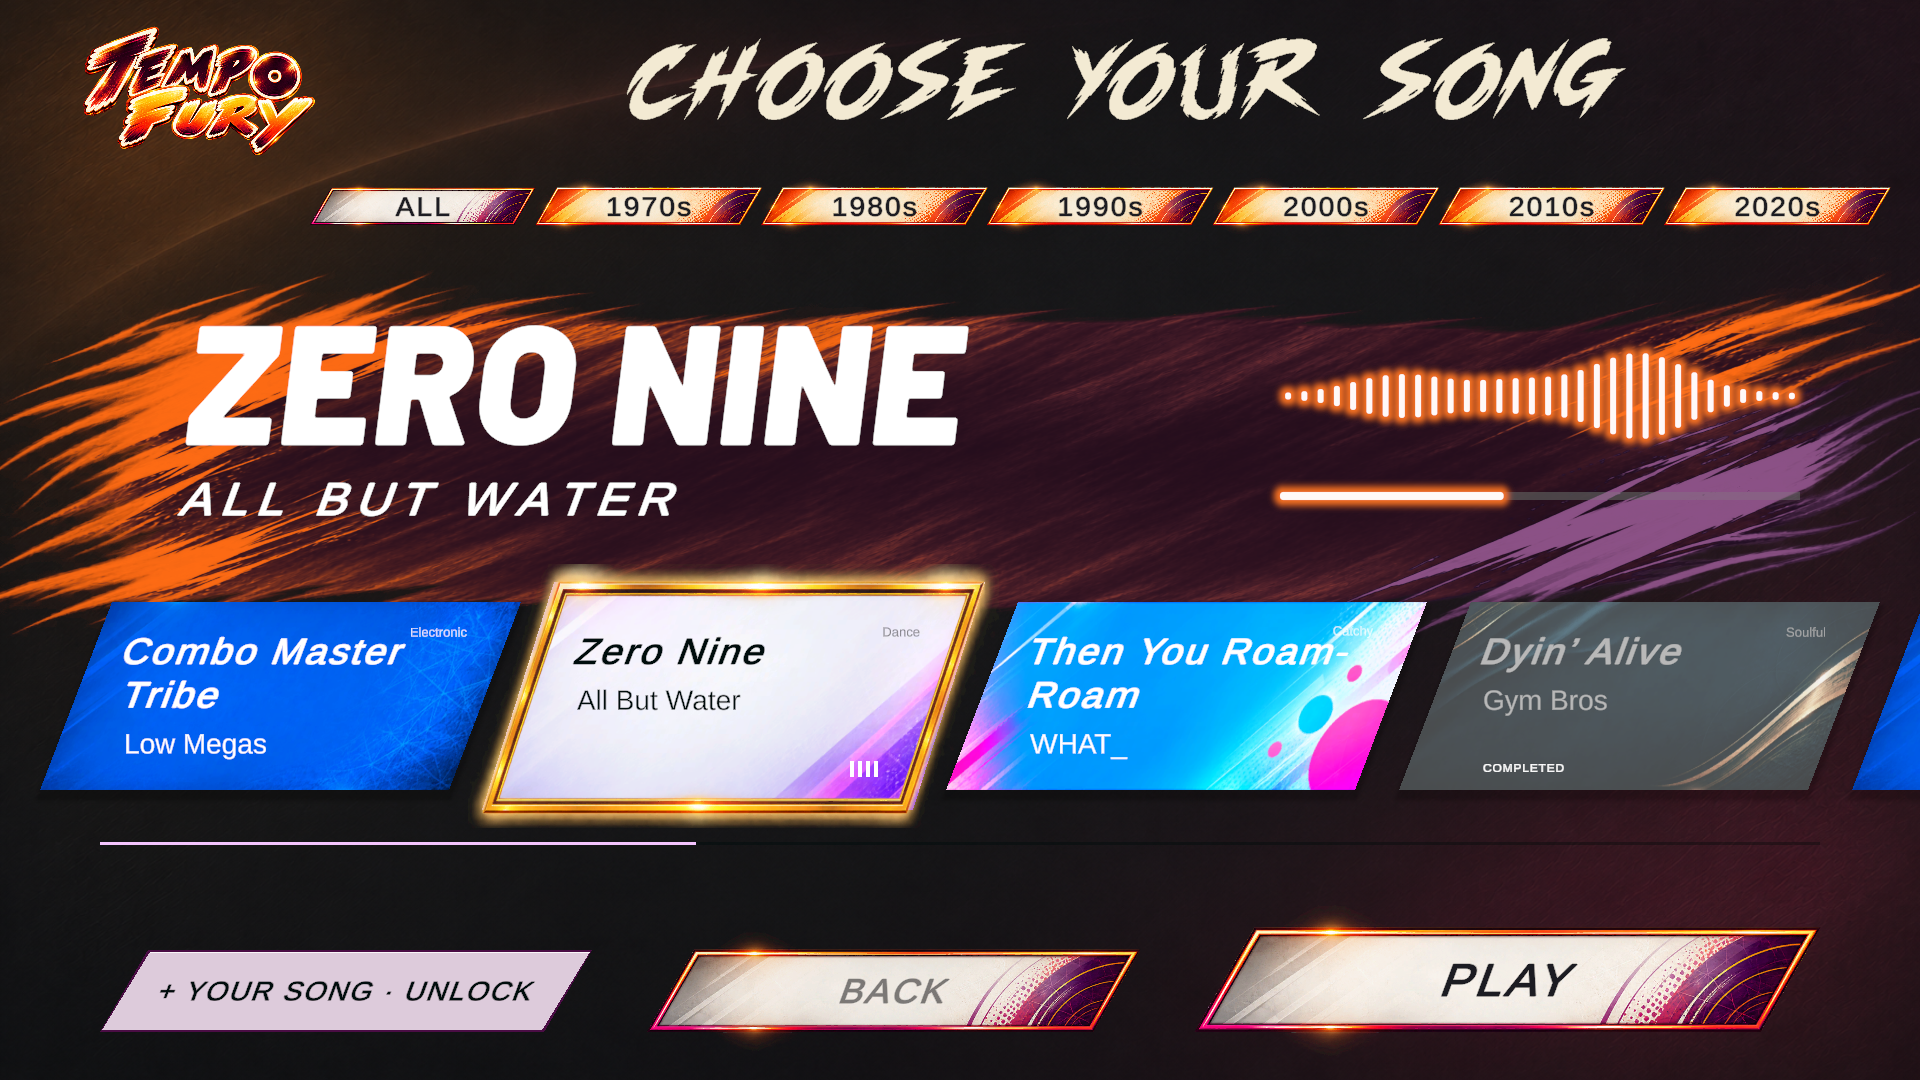 TEMPO
FURY
CHOOSE YOUR SONG
ALL
1970s
1980s
1990s
2000s
2010s
2020s
ZERO NINE
ALL BUT WATER
Electronic
Combo Master
Tribe
Low Megas
Dance
Zero Nine
All But Water
Catchy
Then You Roam-
Roam
WHAT_
Soulful
Dyin’ Alive
Gym Bros
COMPLETED
+ YOUR SONG · UNLOCK
BACK
PLAY